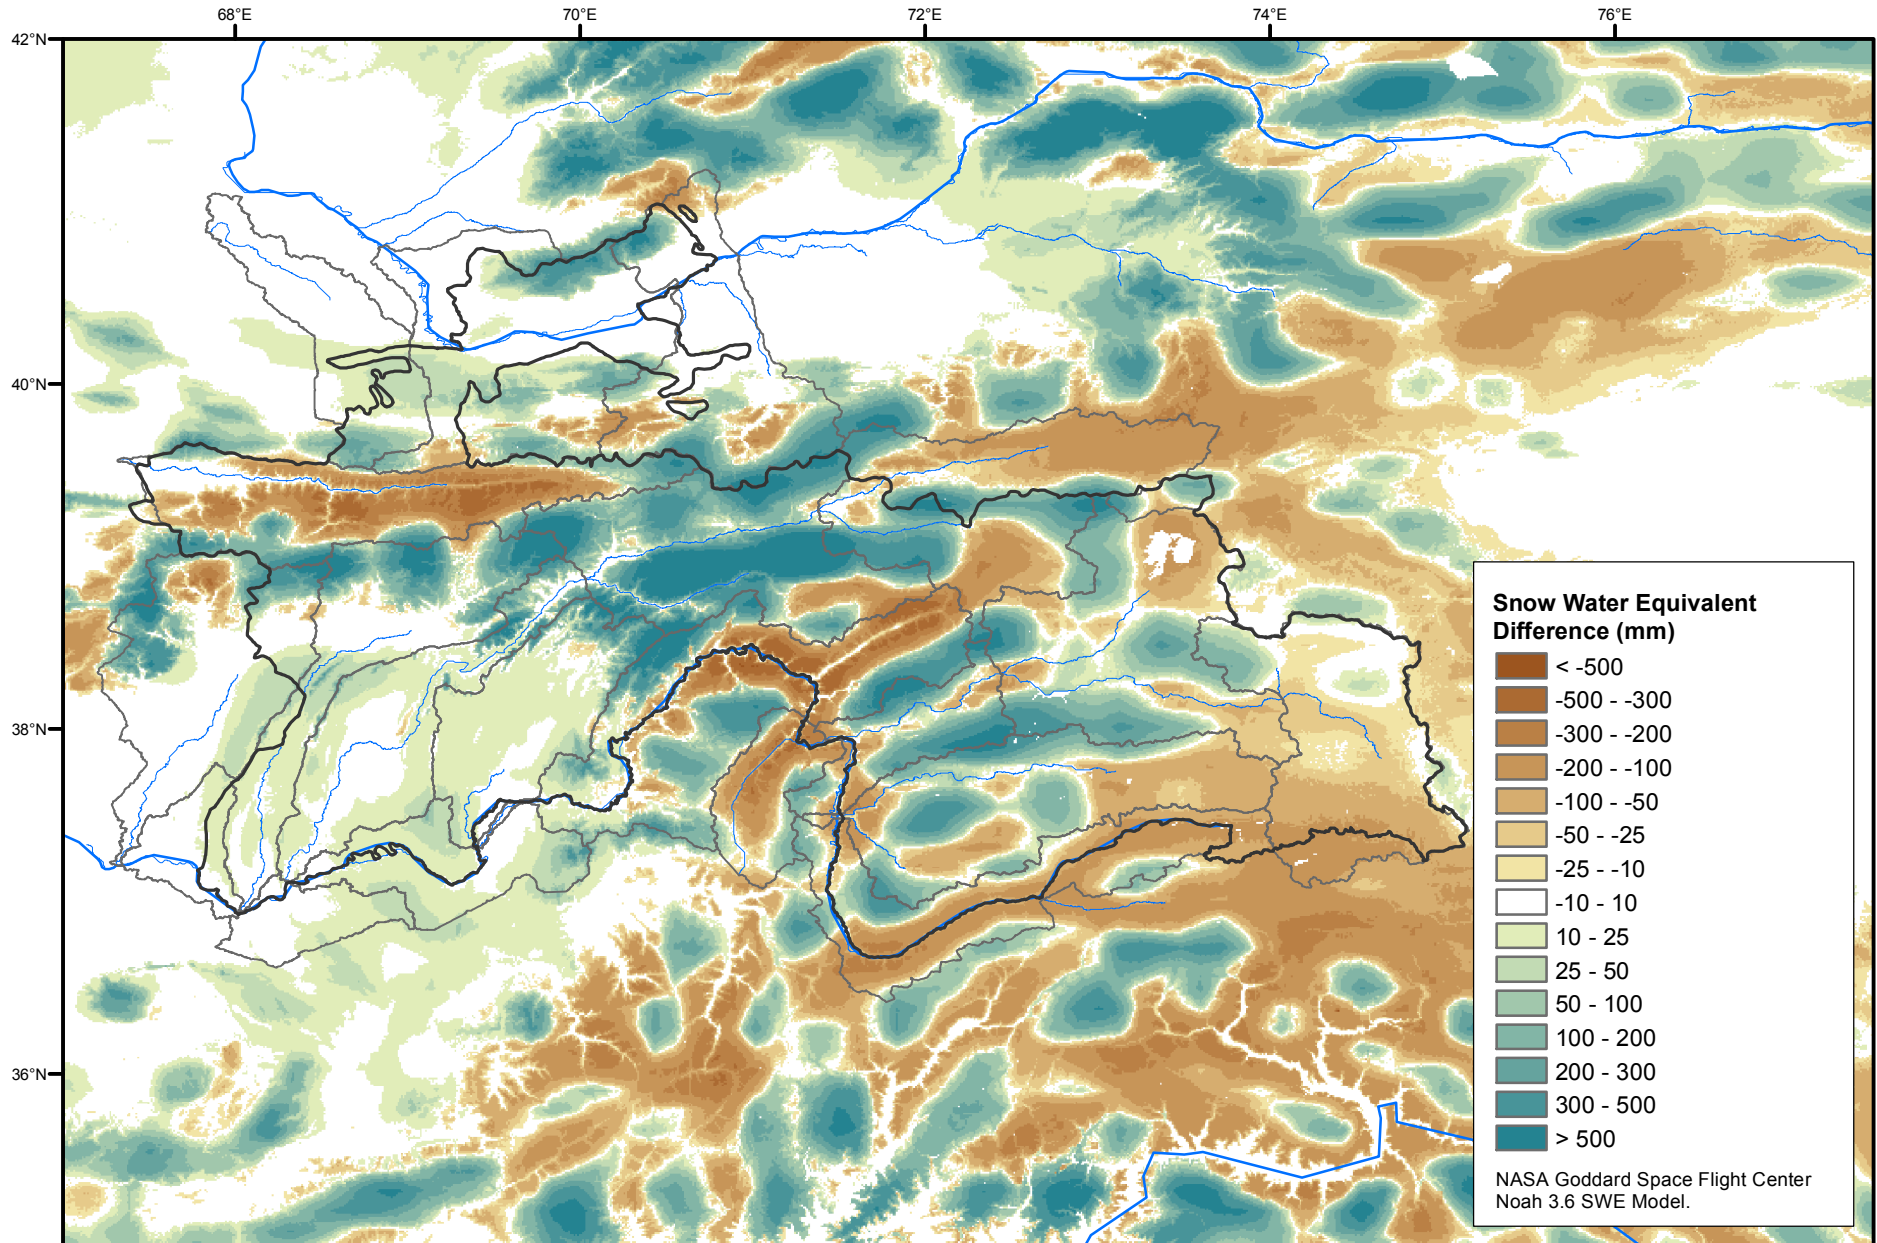 68°E 70°E 72°E 74°E 76°E
42°N
40°N
38°N
36°N
Snow Water Equivalent
Difference (mm)
< -500
-500 - -300
-300 - -200
-200 - -100
-100 - -50
-50 - -25
-25 - -10
-10 - 10
10 - 25
25 - 50
50 - 100
100 - 200
200 - 300
300 - 500
> 500
NASA Goddard Space Flight Center
Noah 3.6 SWE Model.